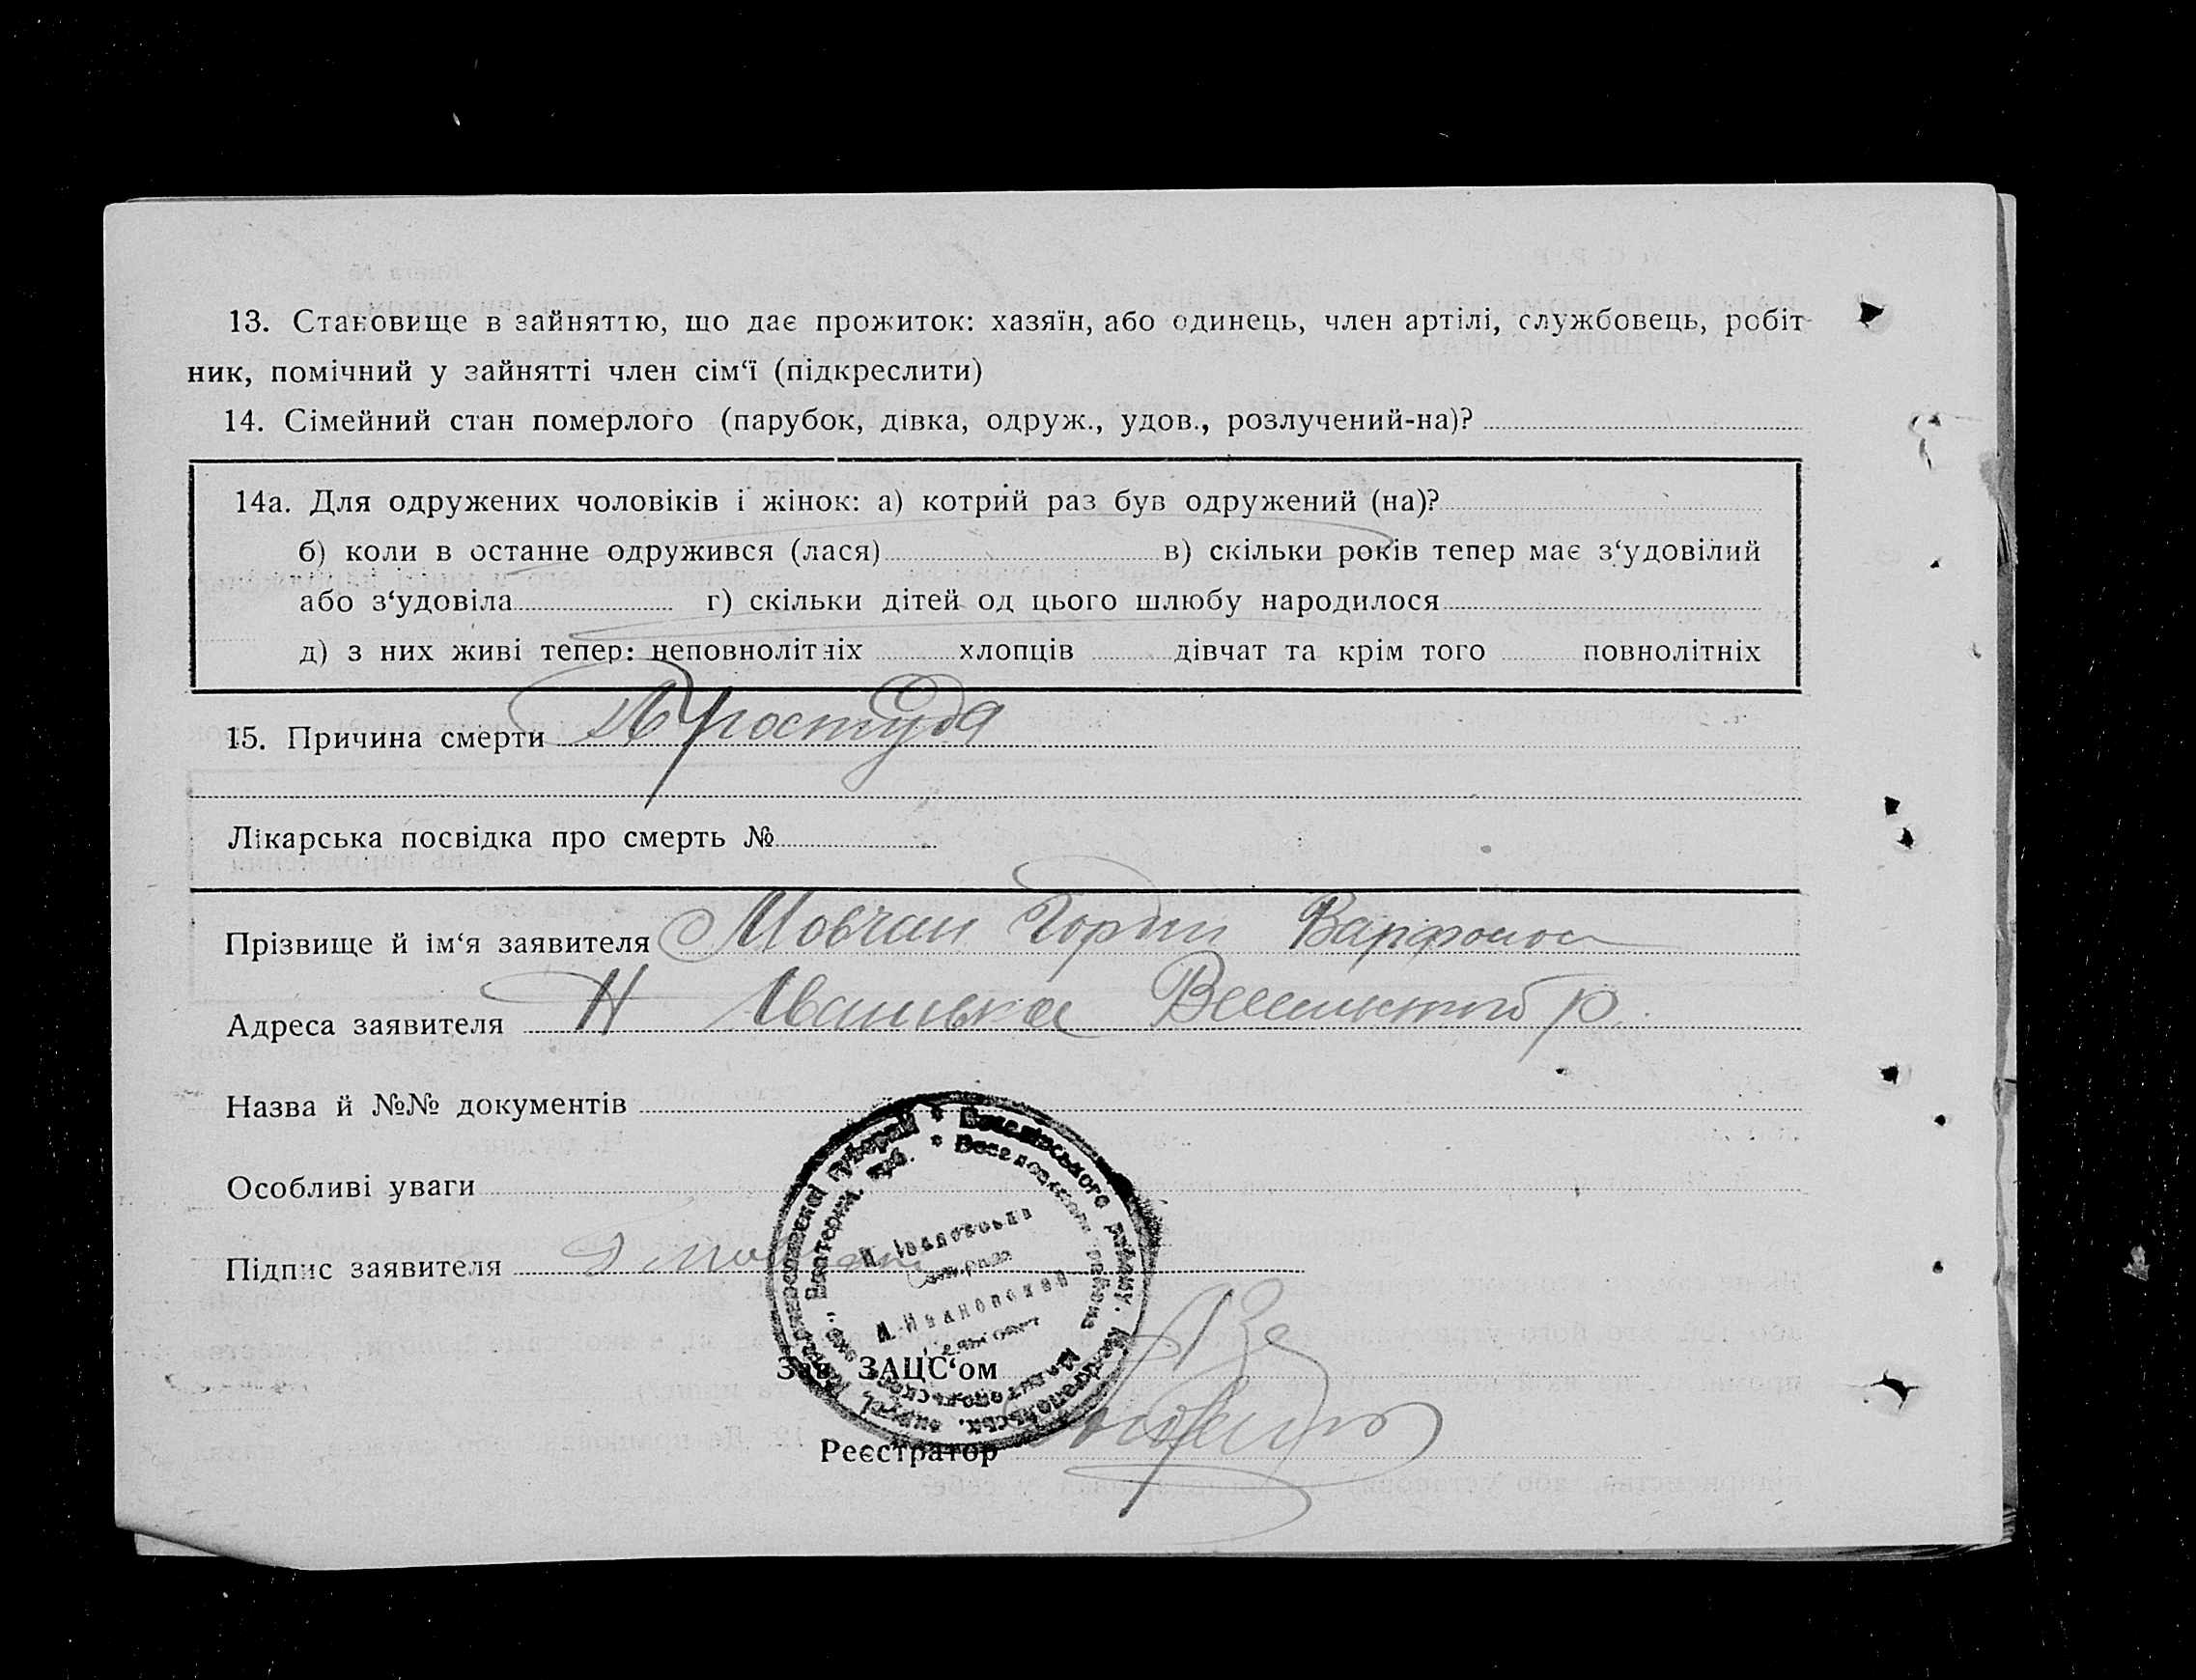 13. Становище в зайняттю, що дає прожиток: хазяїн, або одинець, член артілі, службовець, робіт-
ник, помічний у зайнятті член сім‘ї (підкреслити)
14. Сімейний стан померлого (парубок, дівка, одруж., удов., розлучений-на)?
14а. Для одружених чоловіків і жінок: а) котрий раз був одружений (на)?
б) коли в останне одружився (лася) в) скільки років тепер має з‘удовілий
або з‘удовіла г) скільки дітей од цього шлюбу народилося
д) з них живі тепер: неповнолітніх хлопців дівчат та крім того повнолітніх
15. Причина смерти Простуда
Лікарська посвідка про смерть №
Прізвище й ім‘я заявителя Мовчан Гордій
Адреса заявителя Н Іванівка р.
Назва й №№ документів
Особливі уваги
Підпис заявителя
Зав. ЗАЦС‘ом
Реєстратор